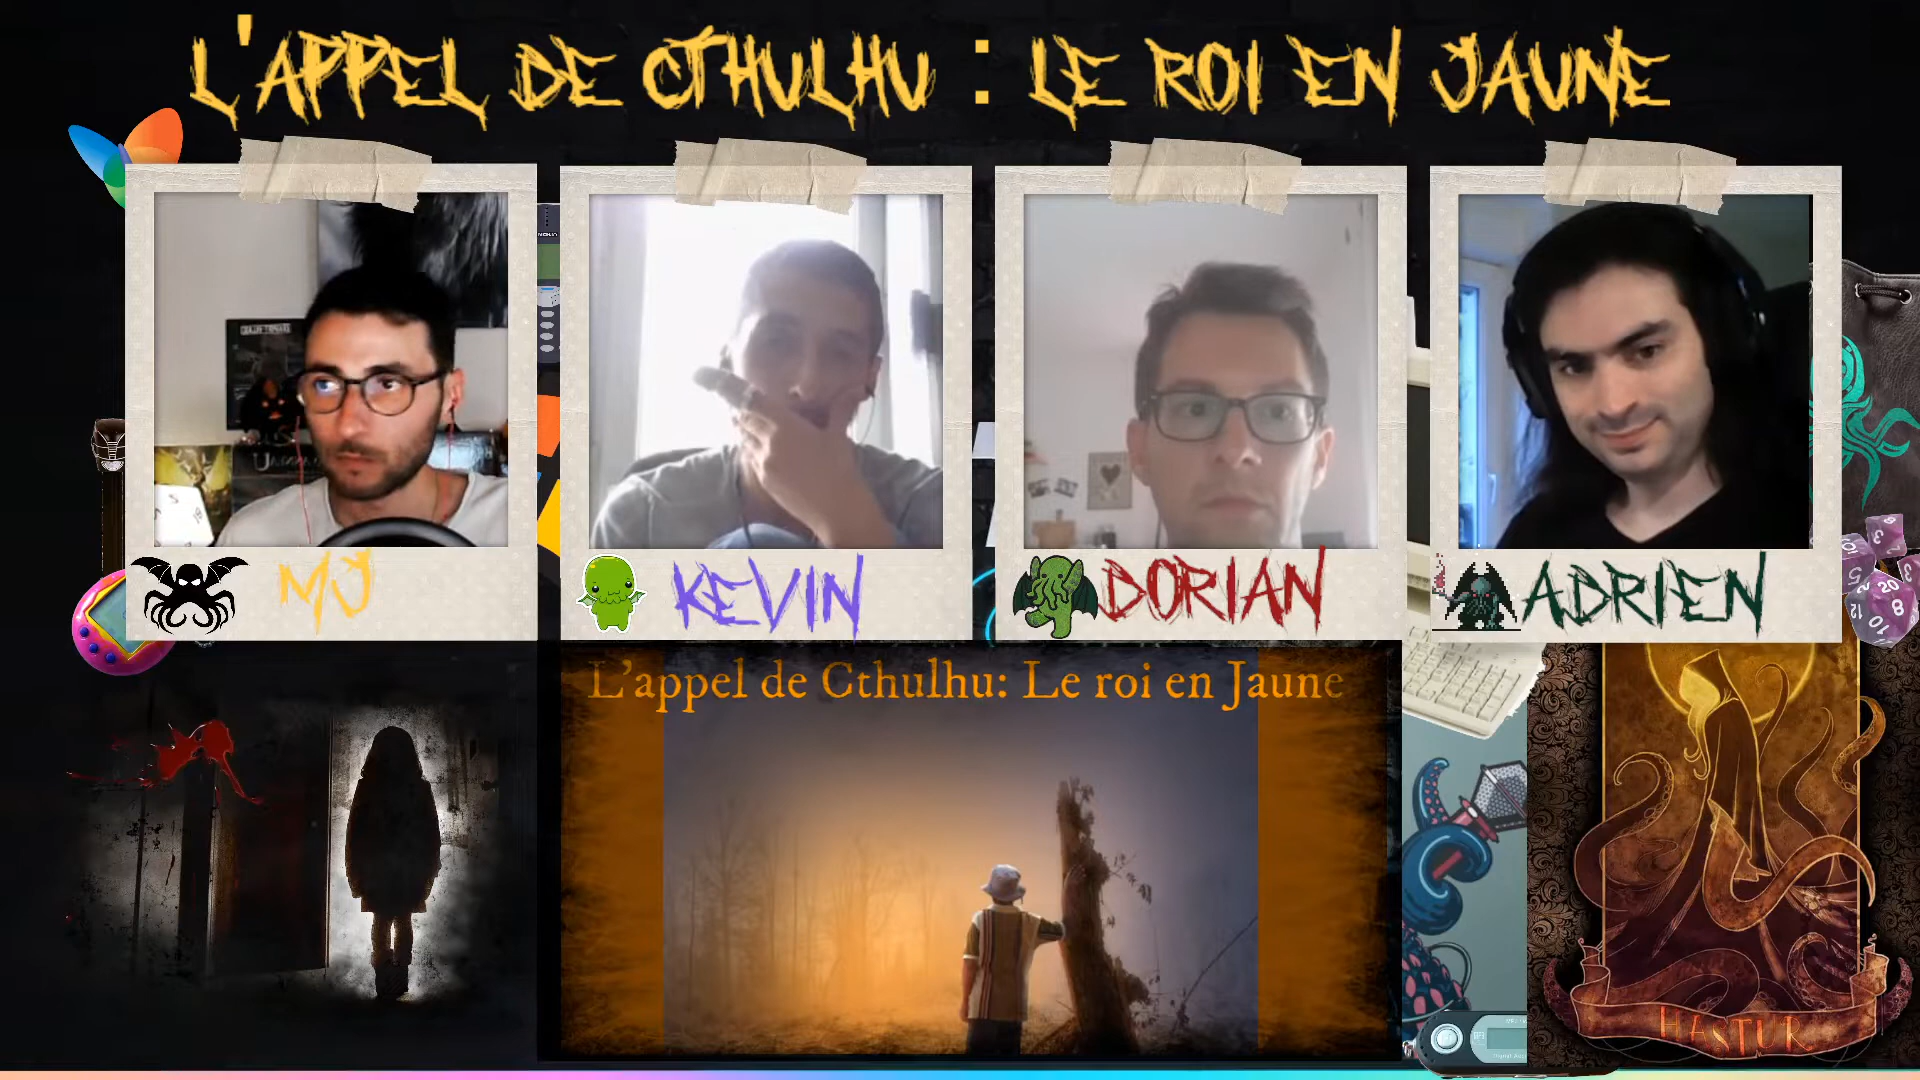 L'APPEL DE CTHULHU : LE ROI EN JAUNE
MJ
KEVIN
DORIAN
ADRIEN
L'appel de Cthulhu: Le roi en Jaune
HASTUR